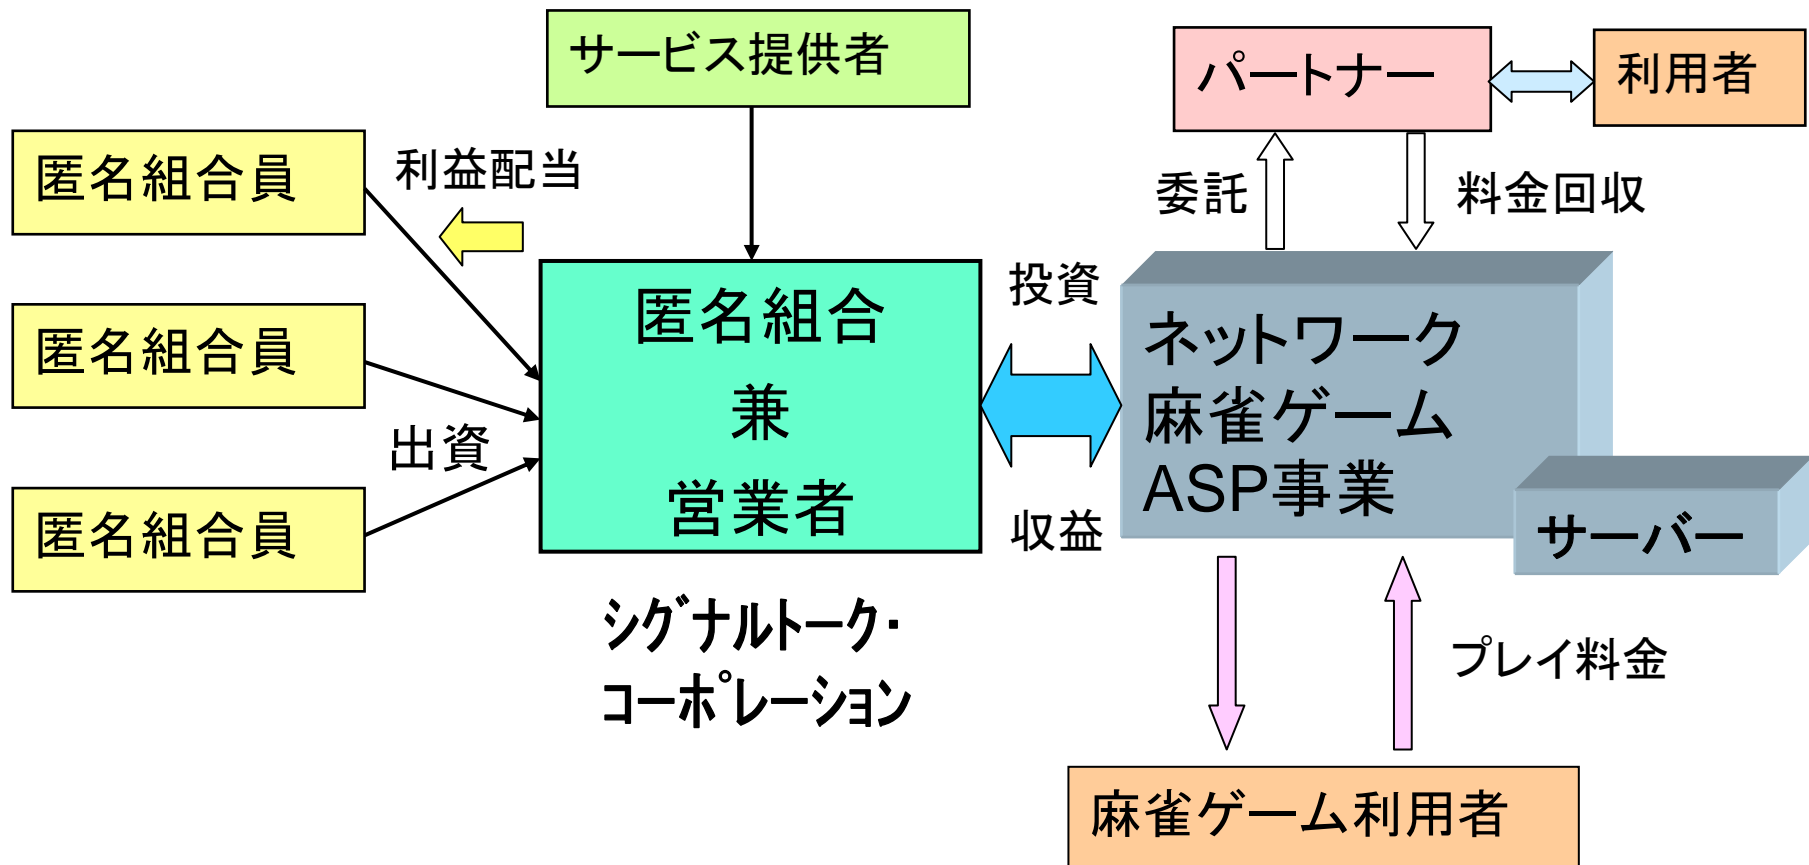 サービス提供者
パートナー
利用者
匿名組合員
利益配当
委託
料金回収
匿名組合員
出資
匿名組合員
匿名組合
兼
営業者
シグナルトーク・
コーポレーション
投資
収益
ネットワーク
麻雀ゲーム
ASP事業
サーバー
プレイ料金
麻雀ゲーム利用者